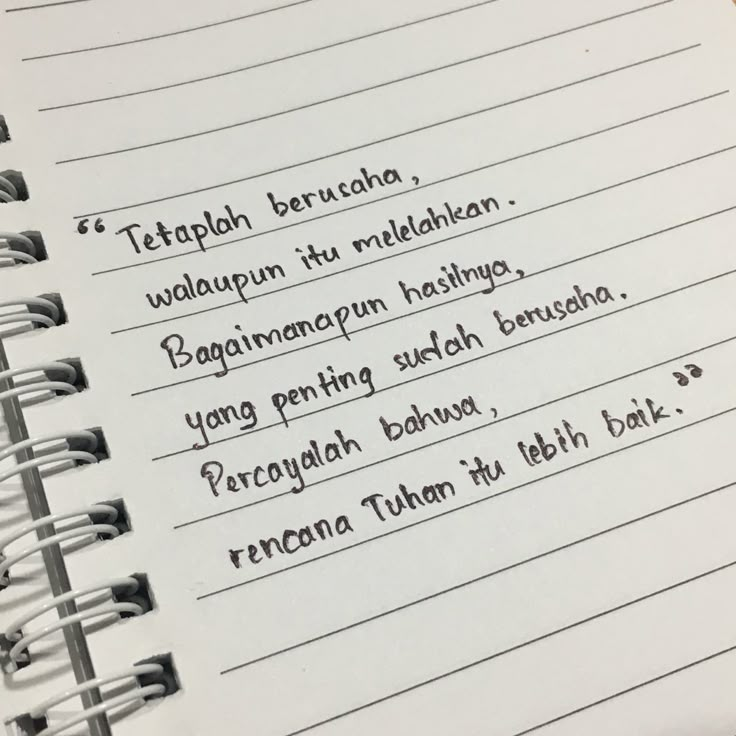 “Tetaplah berusaha,
walaupun itu melelahkan.
Bagaimanapun hasilnya,
yang penting sudah berusaha.
Percayalah bahwa,
rencana Tuhan itu lebih baik.”